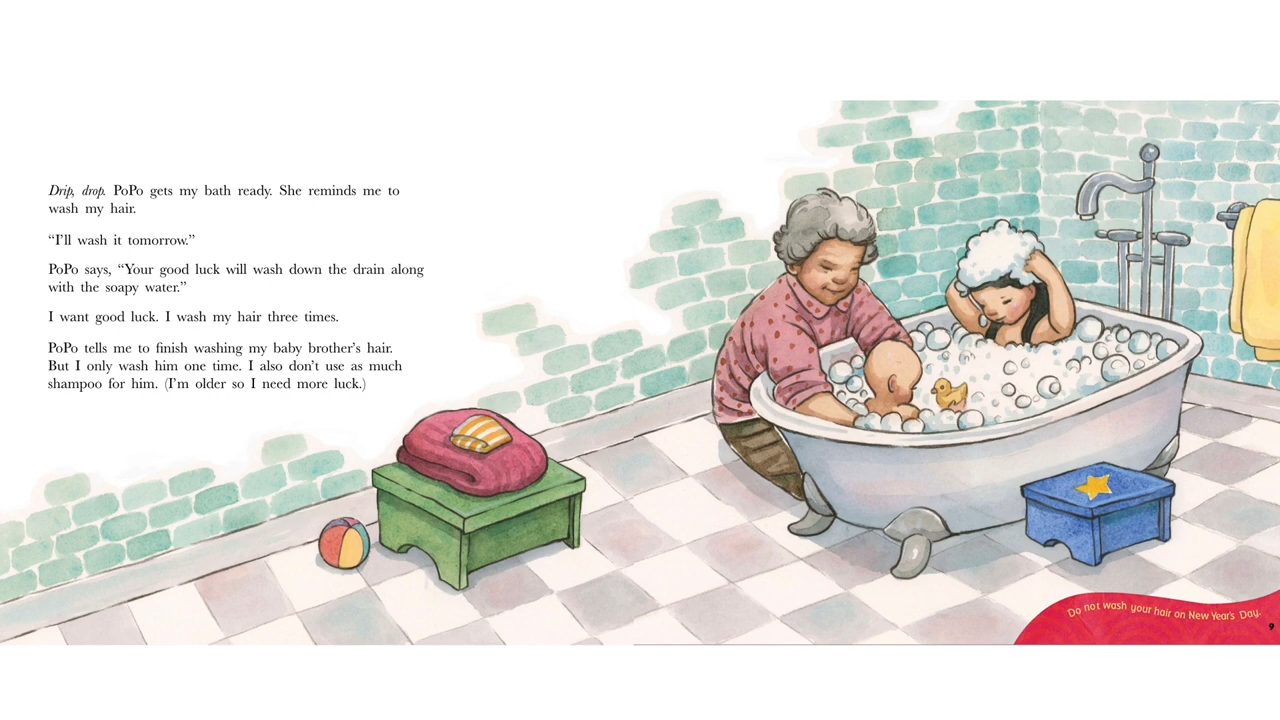 Drip, drop. PoPo gets my bath ready. She reminds me to
wash my hair.
“I’ll wash it tomorrow.”
PoPo says, “Your good luck will wash down the drain along
with the soapy water.”
I want good luck. I wash my hair three times.
PoPo tells me to finish washing my baby brother’s hair.
But I only wash him one time. I also don’t use as much
shampoo for him. (I’m older so I need more luck.)
Do not wash your hair on New Year’s Day.
9